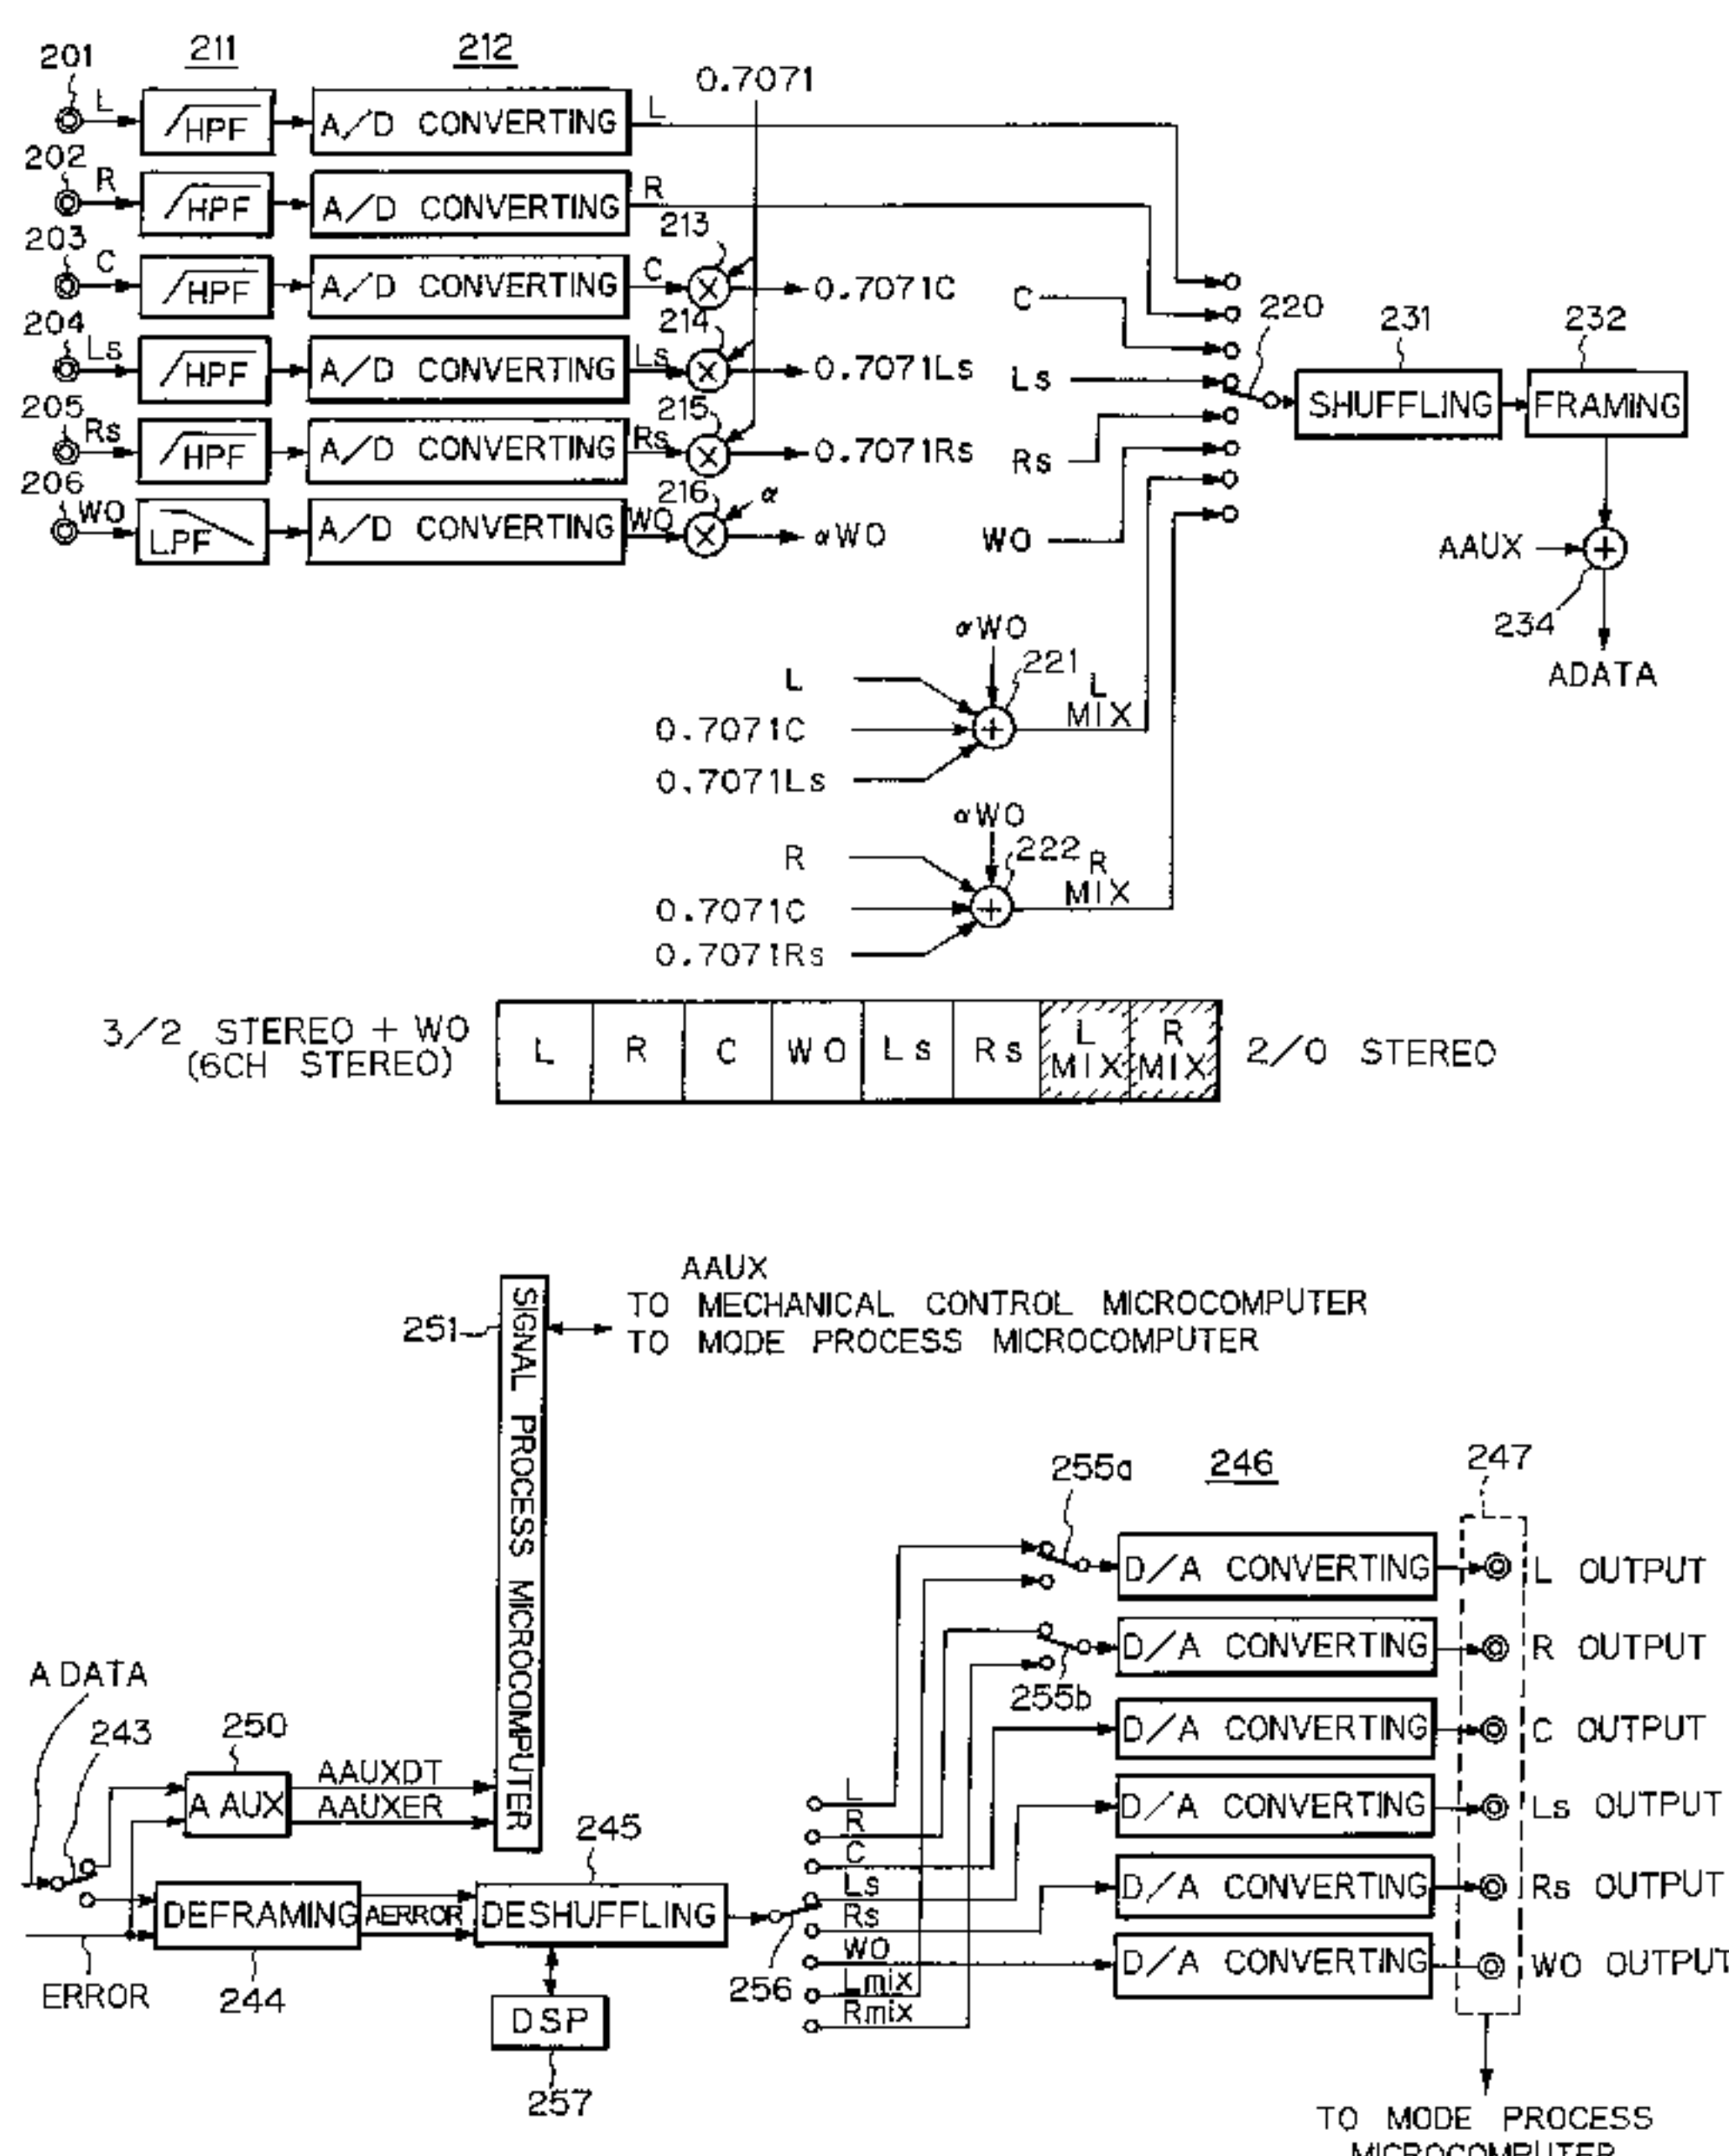 201
211
212
0.7071
L
HPF
A/D CONVERTING
L
202
R
HPF
A/D CONVERTING
R
203
C
HPF
A/D CONVERTING
C
213
0.7071C
204
Ls
HPF
A/D CONVERTING
Ls
214
0.7071Ls
205
Rs
HPF
A/D CONVERTING
Rs
215
0.7071Rs
206
WO
LPF
A/D CONVERTING
WO
216
α
αWO
C
Ls
Rs
WO
220
231
SHUFFLING
232
FRAMING
AAUX
234
ADATA
αWO
221
L
0.7071C
0.7071Ls
L
MIX
αWO
222
R
0.7071C
0.7071Rs
R
MIX
3/2 STEREO + WO
(6CH STEREO)
L R C WO Ls Rs L MIX R MIX
2/0 STEREO
AAUX
TO MECHANICAL CONTROL MICROCOMPUTER
TO MODE PROCESS MICROCOMPUTER
251
SIGNAL PROCESS MICROCOMPUTER
A DATA
243
250
A AUX
AAUXDT
AAUXER
DEFRAMING
AERROR
245
DESHUFFLING
ERROR
244
DSP
257
256
L
R
C
Ls
Rs
WO
Lmix
Rmix
255a
255b
246
247
D/A CONVERTING
L OUTPUT
D/A CONVERTING
R OUTPUT
D/A CONVERTING
C OUTPUT
D/A CONVERTING
Ls OUTPUT
D/A CONVERTING
Rs OUTPUT
D/A CONVERTING
WO OUTPUT
TO MODE PROCESS
MICROCOMPUTER